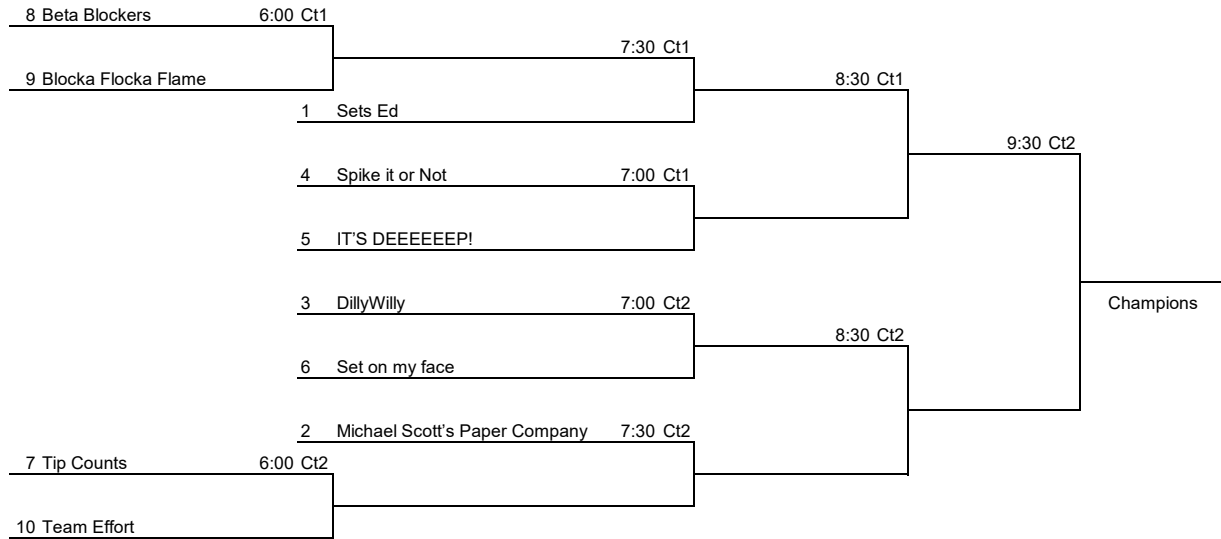 8 Beta Blockers 6:00 Ct1
7:30 Ct1
9 Blocka Flocka Flame 8:30 Ct1
1 Sets Ed
9:30 Ct2
4 Spike it or Not 7:00 Ct1
5 IT’S DEEEEEEP!
3 DillyWilly 7:00 Ct2 Champions
8:30 Ct2
6 Set on my face
2 Michael Scott’s Paper Company 7:30 Ct2
7 Tip Counts 6:00 Ct2
10 Team Effort